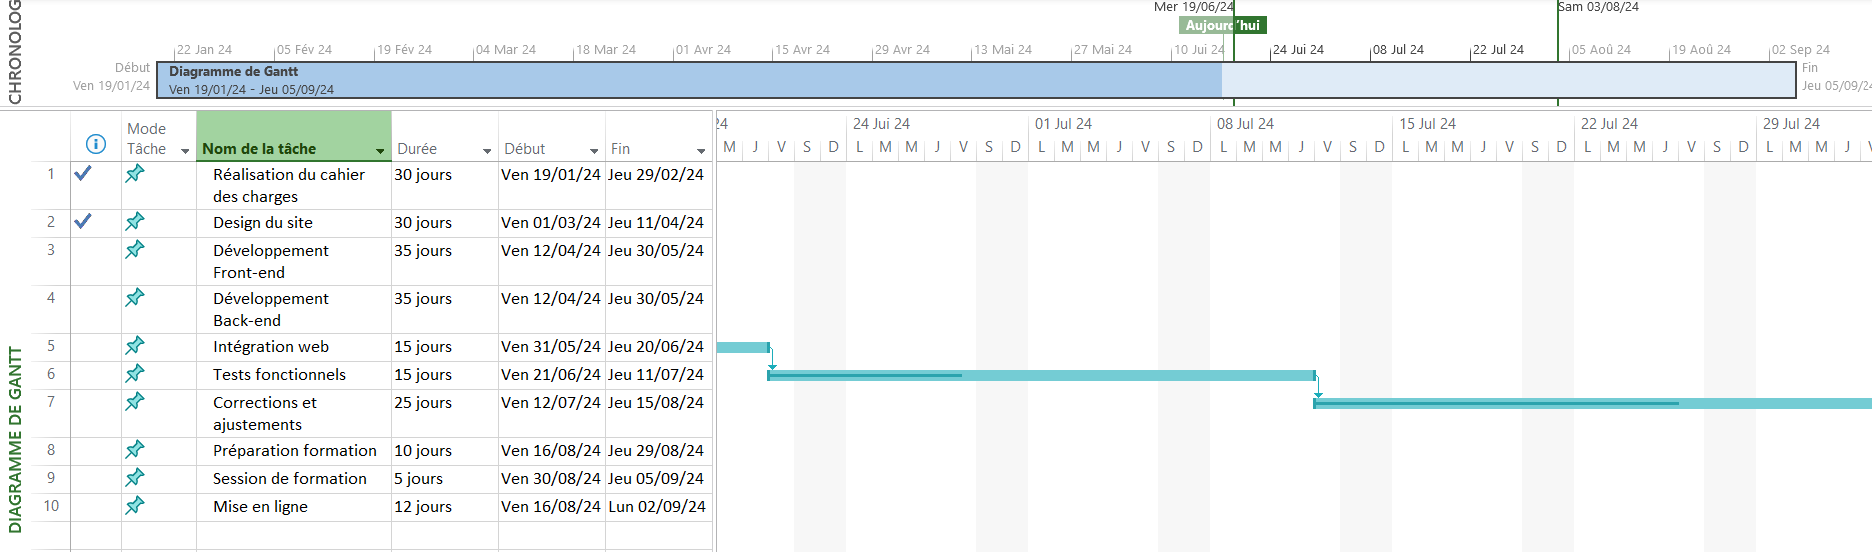 CHRONOLOG
Mer 19/06/24
Sam 03/08/24
Aujourd'hui
22 Jan 24 05 Fév 24 19 Fév 24 04 Mar 24 18 Mar 24 01 Avr 24 15 Avr 24 29 Avr 24 13 Mai 24 27 Mai 24 10 Jui 24 24 Jui 24 08 Jul 24 22 Jul 24 05 Aoû 24 19 Aoû 24 02 Sep 24
Début
Ven 19/01/24
Diagramme de Gantt
Ven 19/01/24 - Jeu 05/09/24
Fin
Jeu 05/09/24
DIAGRAMME DE GANTT
Mode Tâche Nom de la tâche Durée Début Fin
24 24 Jui 24 01 Jul 24 08 Jul 24 15 Jul 24 22 Jul 24 29 Jul 24
M J V S D L M M J V S D L M M J V S D L M M J V S D L M M J V S D L M M J V S D L M M J V
1 Réalisation du cahier des charges 30 jours Ven 19/01/24 Jeu 29/02/24
2 Design du site 30 jours Ven 01/03/24 Jeu 11/04/24
3 Développement Front-end 35 jours Ven 12/04/24 Jeu 30/05/24
4 Développement Back-end 35 jours Ven 12/04/24 Jeu 30/05/24
5 Intégration web 15 jours Ven 31/05/24 Jeu 20/06/24
6 Tests fonctionnels 15 jours Ven 21/06/24 Jeu 11/07/24
7 Corrections et ajustements 25 jours Ven 12/07/24 Jeu 15/08/24
8 Préparation formation 10 jours Ven 16/08/24 Jeu 29/08/24
9 Session de formation 5 jours Ven 30/08/24 Jeu 05/09/24
10 Mise en ligne 12 jours Ven 16/08/24 Lun 02/09/24